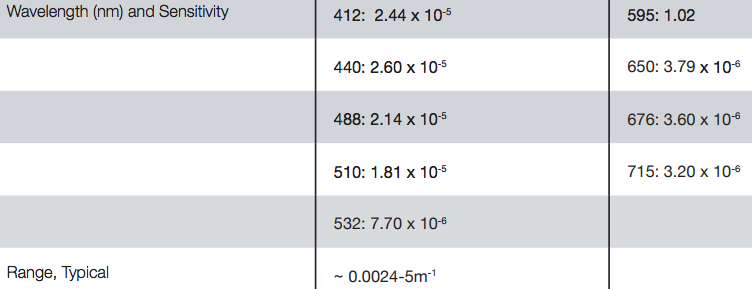 Wavelength (nm) and Sensitivity 412: 2.44 x 10⁻⁵ 595: 1.02
440: 2.60 x 10⁻⁵ 650: 3.79 x 10⁻⁶
488: 2.14 x 10⁻⁵ 676: 3.60 x 10⁻⁶
510: 1.81 x 10⁻⁵ 715: 3.20 x 10⁻⁶
532: 7.70 x 10⁻⁶
Range, Typical ~ 0.0024-5m⁻¹